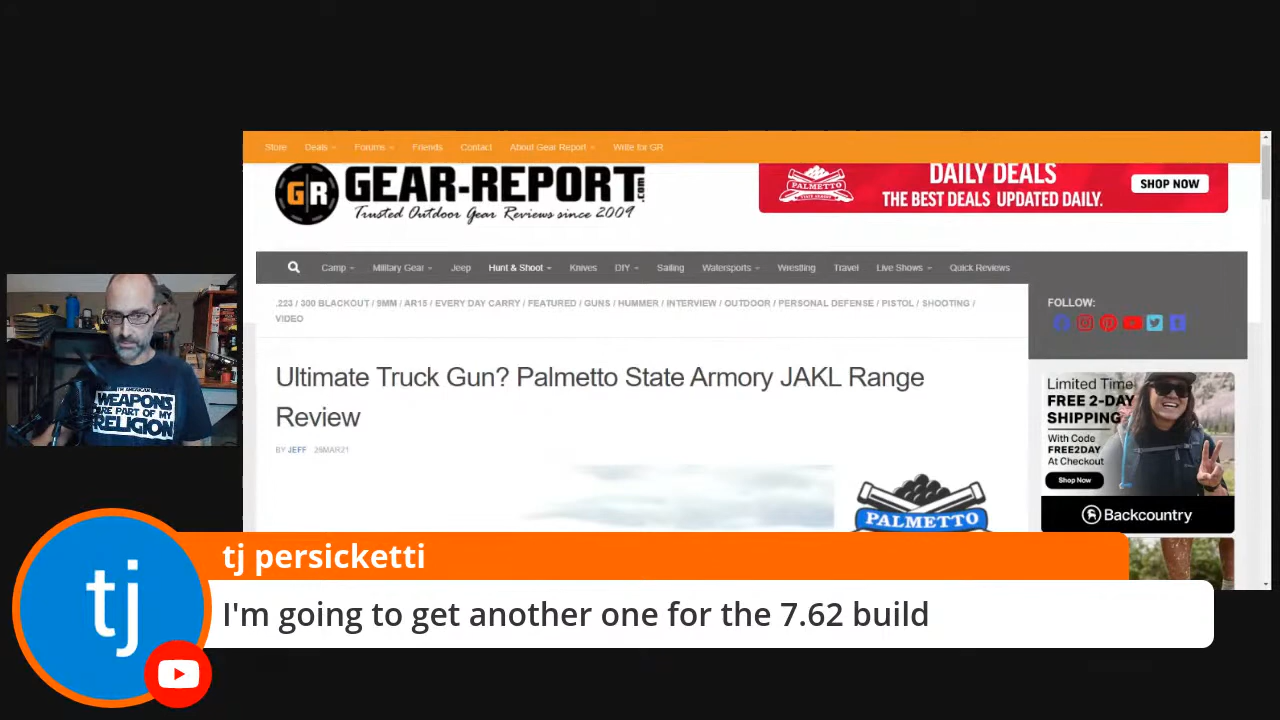 Store Deals Forums Friends Contact About Gear Report Write for GR
GR GEAR-REPORT.com
Trusted Outdoor Gear Reviews since 2009
DAILY DEALS
THE BEST DEALS UPDATED DAILY.
SHOP NOW
PALMETTO
Camp Military Gear Jeep Hunt & Shoot Knives DIY Sailing Watersports Wrestling Travel Live Shows Quick Reviews
.223 / 300 BLACKOUT / 9MM / AR15 / EVERY DAY CARRY / FEATURED / GUNS / HUMMER / INTERVIEW / OUTDOOR / PERSONAL DEFENSE / PISTOL / SHOOTING /
VIDEO
FOLLOW:
Ultimate Truck Gun? Palmetto State Armory JAKL Range
Review
BY JEFF 29MAR21
Limited Time
FREE 2-DAY
SHIPPING
With Code
FREE2DAY
At Checkout
Shop Now
Backcountry
PALMETTO
I'M AMERICAN
WEAPONS
ARE PART OF MY
RELIGION
tj
tj persicketti
I'm going to get another one for the 7.62 build